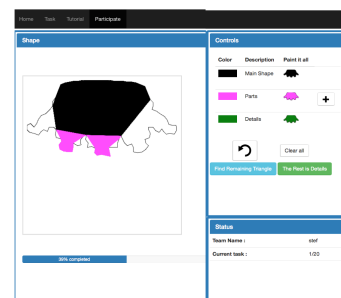 Home Task Tutorial Participate
Shape
Controls
Color Description Paint it all
Main Shape
Parts
+
Details
Clear all
Find Remaining Triangle The Rest is Details
Status
Team Name : stef
Current task : 1/20
39% completed